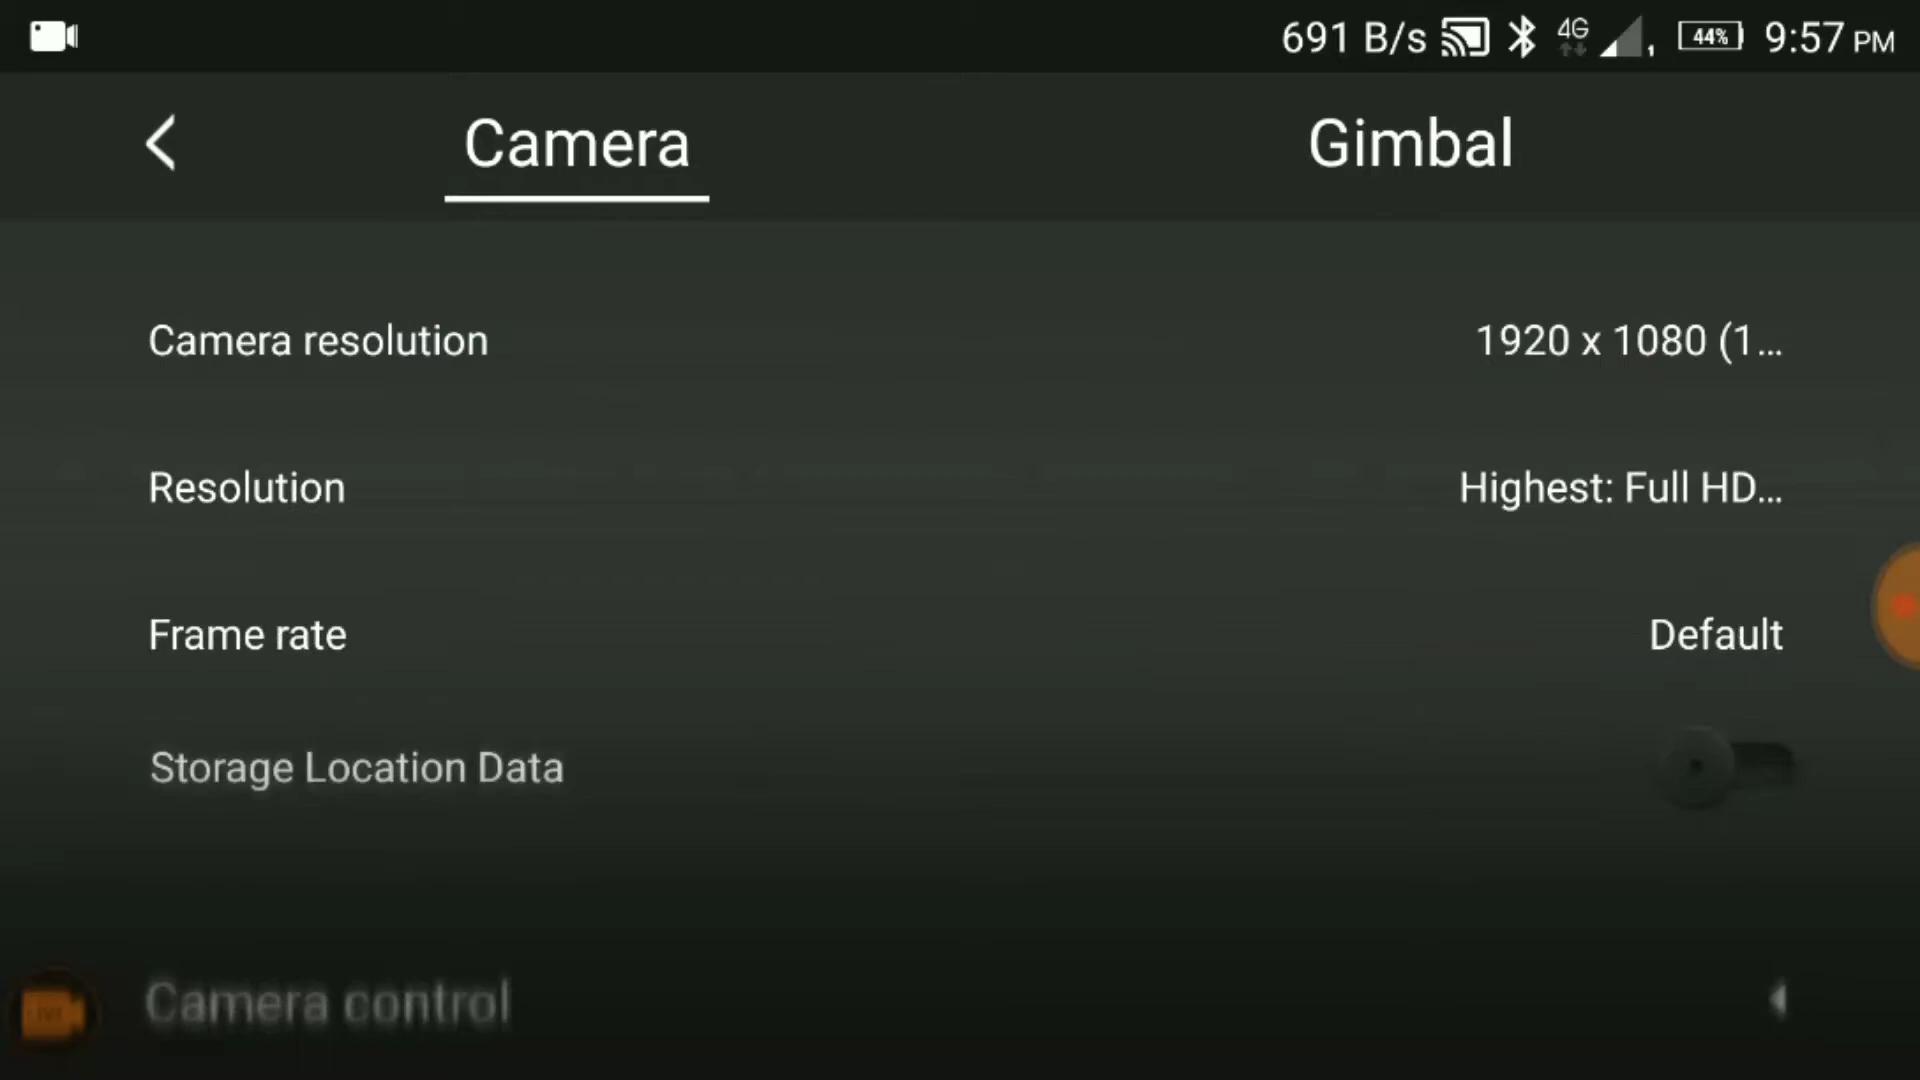 691 B/s 4G 44% 9:57 PM
Camera Gimbal
Camera resolution 1920 x 1080 (1...
Resolution Highest: Full HD...
Frame rate Default
Storage Location Data
Camera control